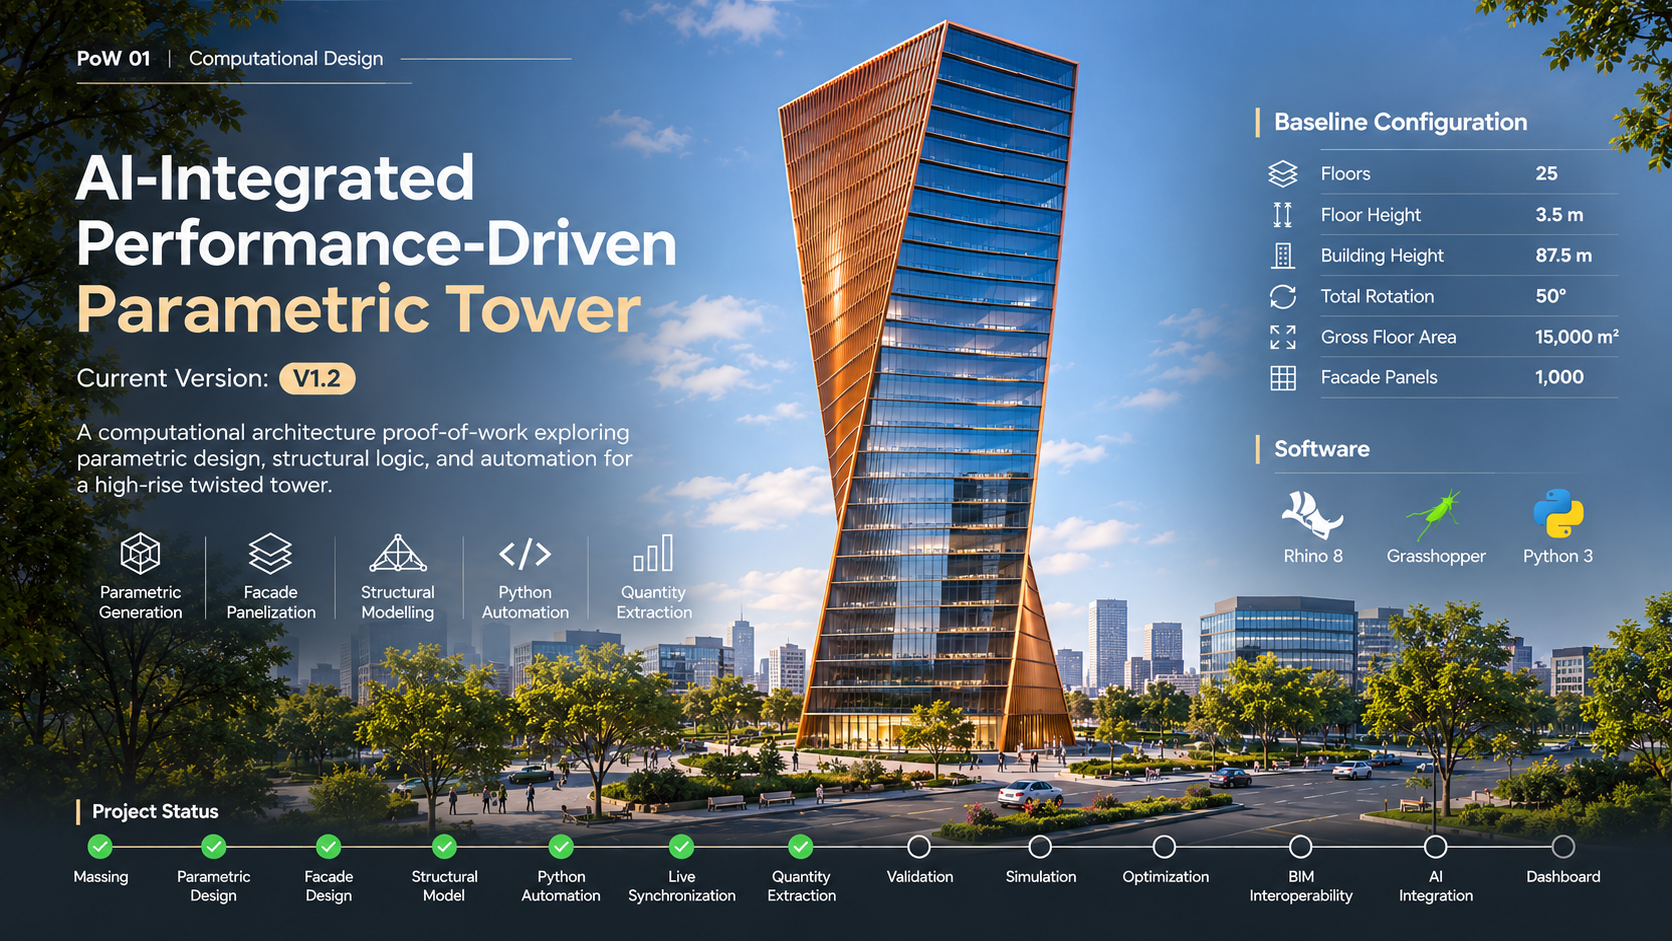 PoW 01 | Computational Design
AI-Integrated
Performance-Driven
Parametric Tower
Current Version: V1.2
A computational architecture proof-of-work exploring
parametric design, structural logic, and automation for
a high-rise twisted tower.
Parametric
Generation
Facade
Panelization
Structural
Modelling
</>
Python
Automation
Quantity
Extraction
Baseline Configuration
Floors 25
Floor Height 3.5 m
Building Height 87.5 m
Total Rotation 50°
Gross Floor Area 15,000 m²
Facade Panels 1,000
Software
Rhino 8
Grasshopper
Python 3
Project Status
Massing
Parametric
Design
Facade
Design
Structural
Model
Python
Automation
Live
Synchronization
Quantity
Extraction
Validation
Simulation
Optimization
BIM
Interoperability
AI
Integration
Dashboard